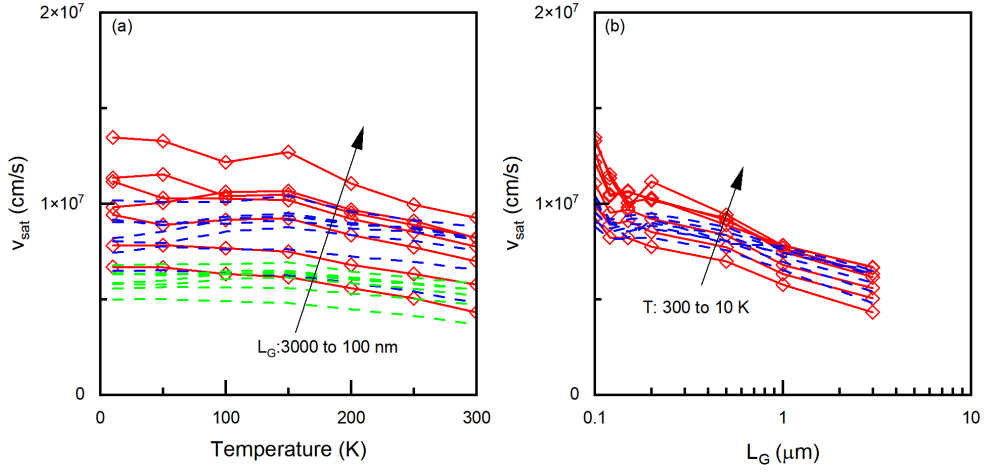 (a)
2×10⁷
1×10⁷
0
v_sat (cm/s)
L_G:3000 to 100 nm
0 100 200 300
Temperature (K)
(b)
2×10⁷
1×10⁷
0
v_sat (cm/s)
T: 300 to 10 K
0.1 1 10
L_G (μm)